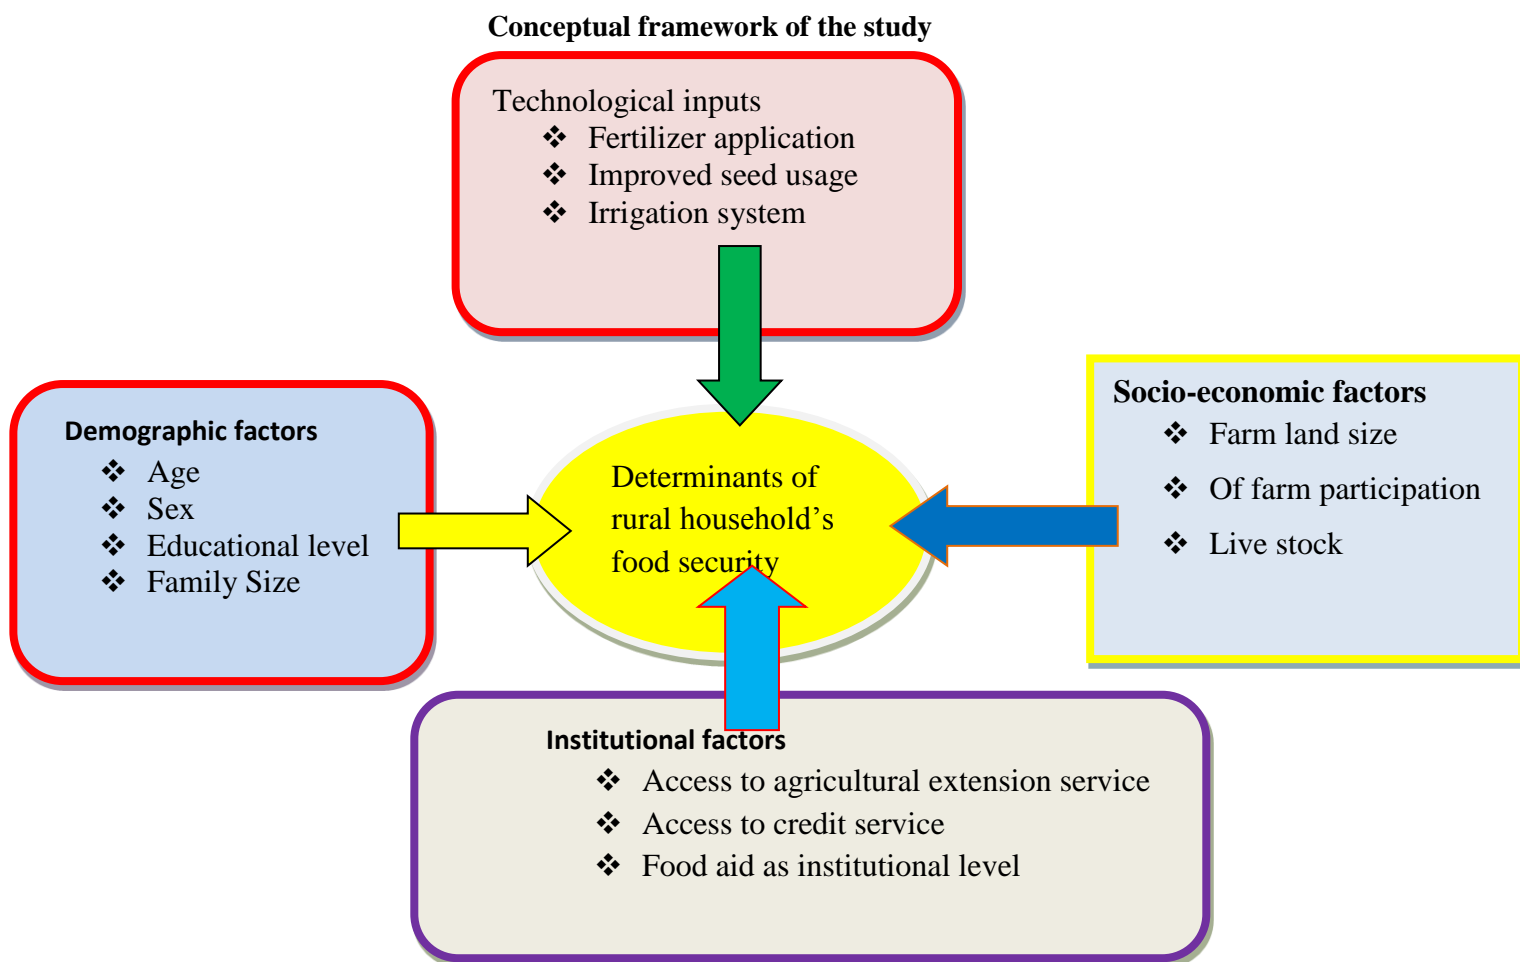 Conceptual framework of the study
Technological inputs
❖ Fertilizer application
❖ Improved seed usage
❖ Irrigation system
Demographic factors
❖ Age
❖ Sex
❖ Educational level
❖ Family Size
Determinants of
rural household’s
food security
Socio-economic factors
❖ Farm land size
❖ Of farm participation
❖ Live stock
Institutional factors
❖ Access to agricultural extension service
❖ Access to credit service
❖ Food aid as institutional level